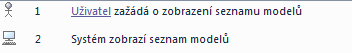 1 Uživatel zažádá o zobrazení seznamu modelů
2 Systém zobrazí seznam modelů